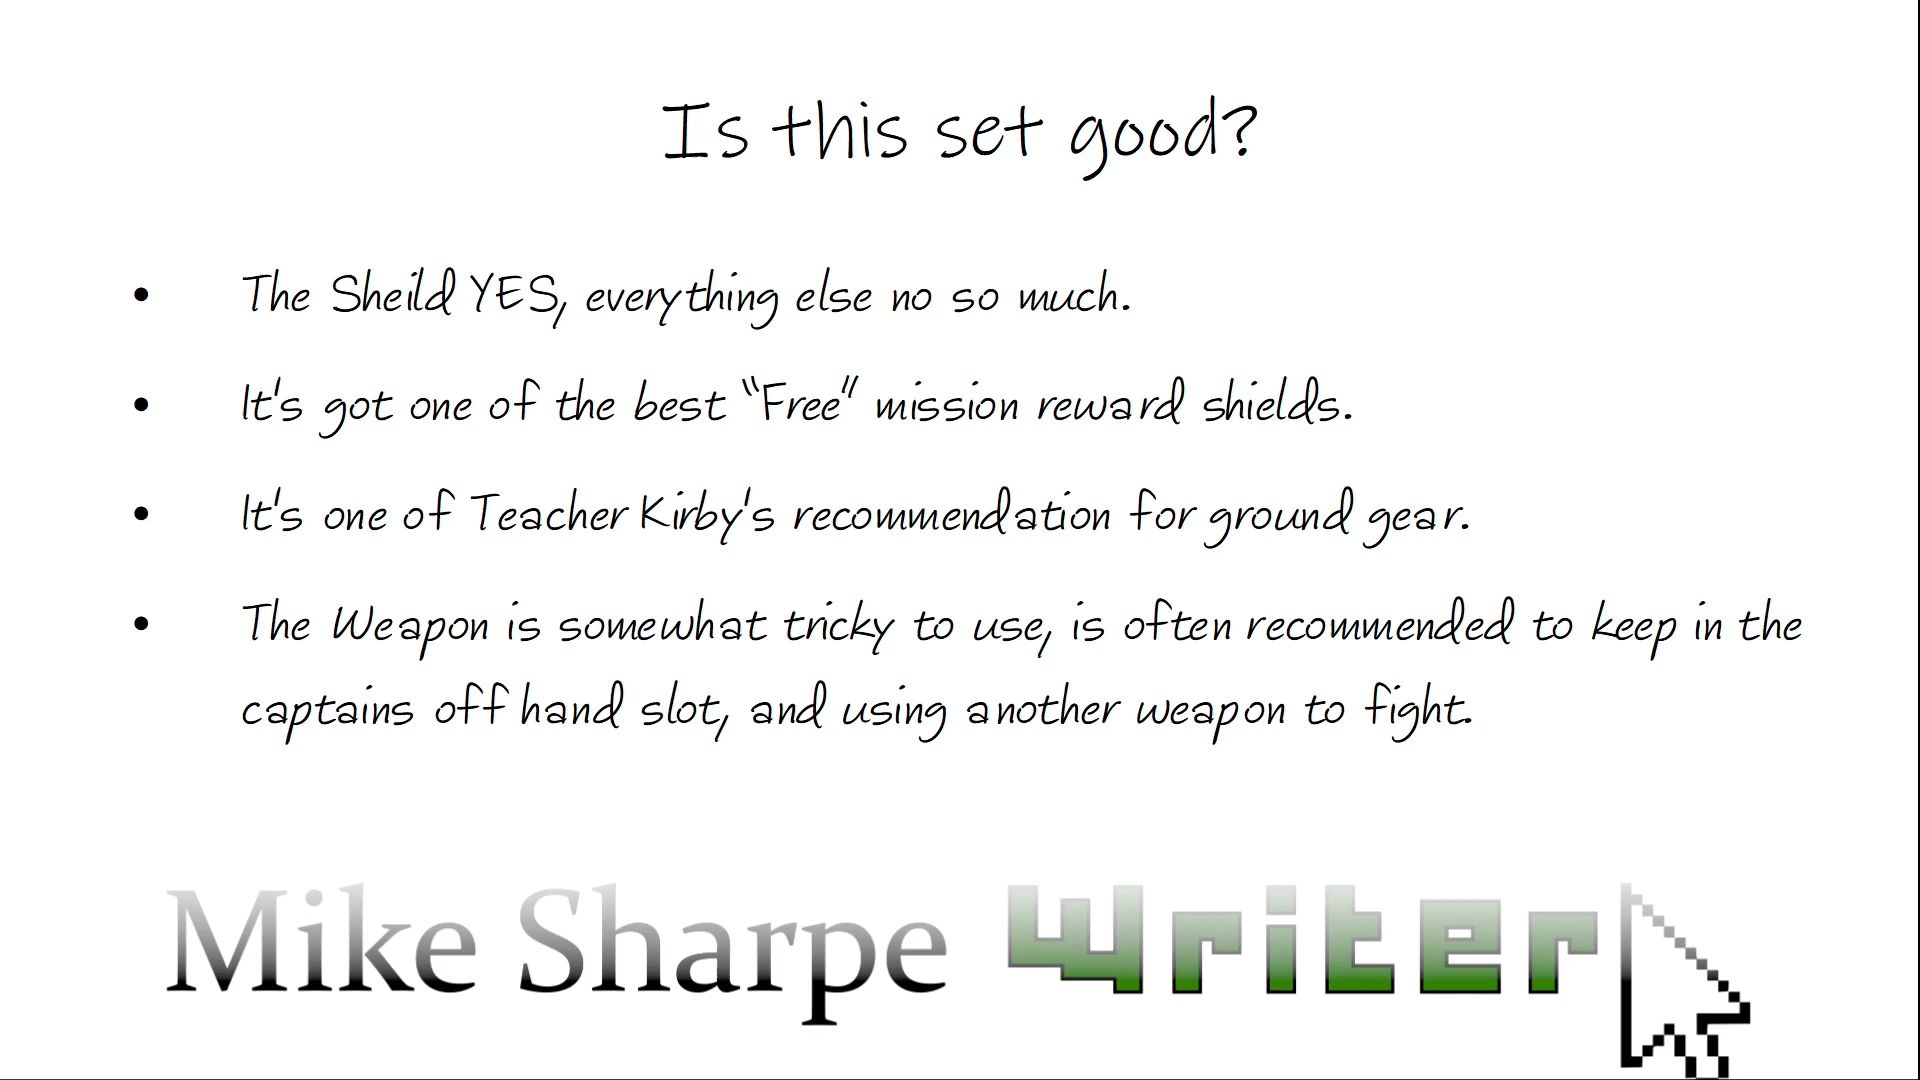 Is this set good?
• The Sheild YES, everything else no so much.
• It's got one of the best “Free” mission reward shields.
• It's one of Teacher Kirby's recommendation for ground gear.
• The Weapon is somewhat tricky to use, is often recommended to keep in the
captains off hand slot, and using another weapon to fight.
Mike Sharpe Writer